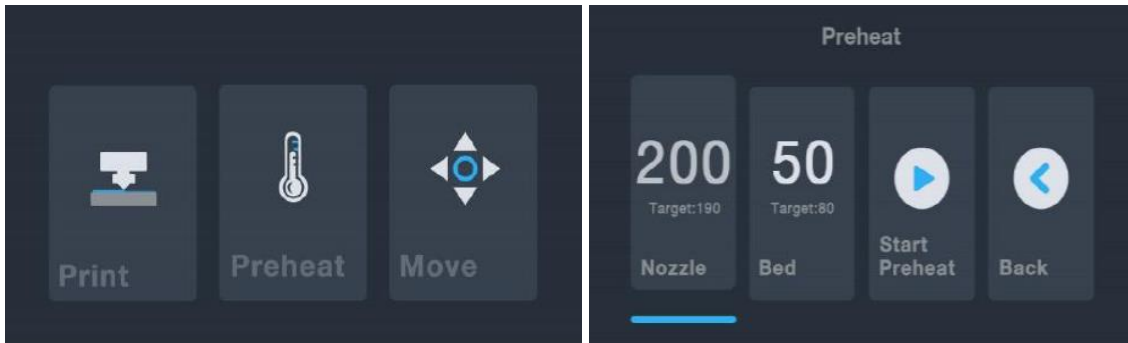 Print
Preheat
Move
Preheat
200
Target:190
Nozzle
50
Target:80
Bed
Start
Preheat
Back